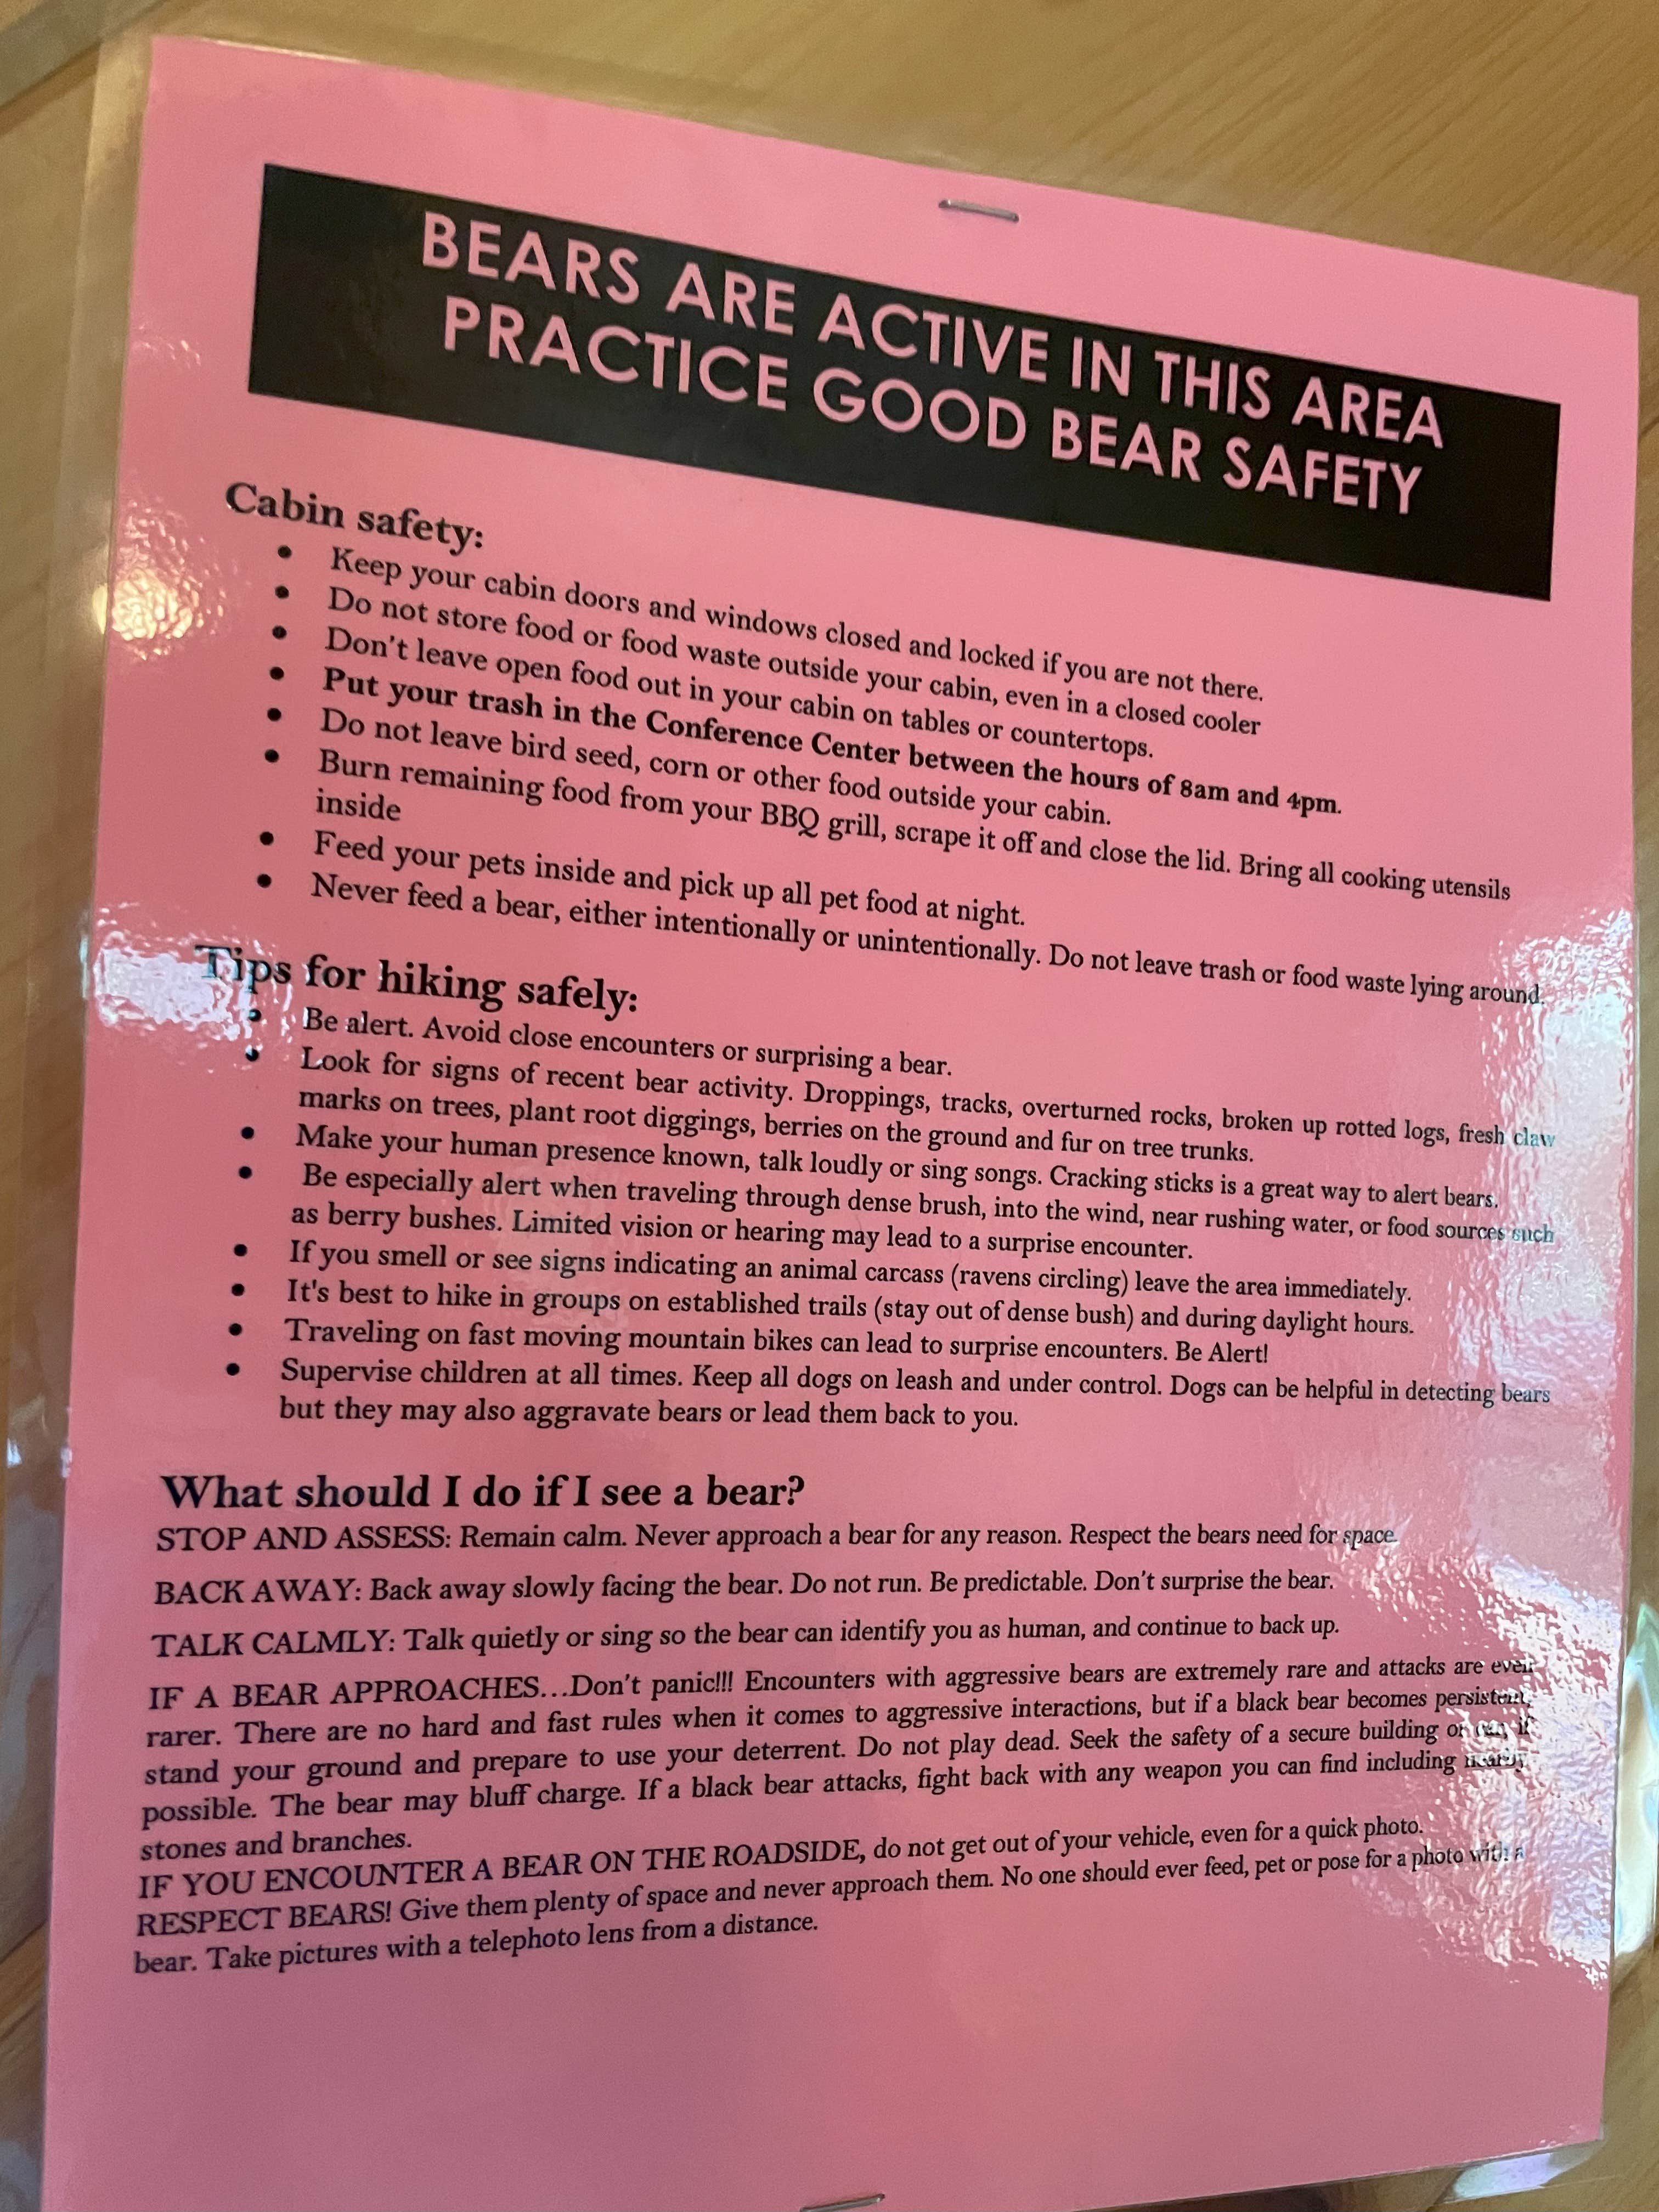 BEARS ARE ACTIVE IN THIS AREA
PRACTICE GOOD BEAR SAFETY
Cabin safety:
• Keep your cabin doors and windows closed and locked if you are not there.
• Do not store food or food waste outside your cabin, even in a closed cooler
• Don't leave open food out in your cabin on tables or countertops.
• Put your trash in the Conference Center between the hours of 8am and 4pm.
• Do not leave bird seed, corn or other food outside your cabin.
• Burn remaining food from your BBQ grill, scrape it off and close the lid. Bring all cooking utensils
inside
• Feed your pets inside and pick up all pet food at night.
• Never feed a bear, either intentionally or unintentionally. Do not leave trash or food waste lying around.
Tips for hiking safely:
• Be alert. Avoid close encounters or surprising a bear.
• Look for signs of recent bear activity. Droppings, tracks, overturned rocks, broken up rotted logs, fresh claw
marks on trees, plant root diggings, berries on the ground and fur on tree trunks.
• Make your human presence known, talk loudly or sing songs. Cracking sticks is a great way to alert bears.
• Be especially alert when traveling through dense brush, into the wind, near rushing water, or food sources such
as berry bushes. Limited vision or hearing may lead to a surprise encounter.
• If you smell or see signs indicating an animal carcass (ravens circling) leave the area immediately.
• It's best to hike in groups on established trails (stay out of dense bush) and during daylight hours.
• Traveling on fast moving mountain bikes can lead to surprise encounters. Be Alert!
• Supervise children at all times. Keep all dogs on leash and under control. Dogs can be helpful in detecting bears
but they may also aggravate bears or lead them back to you.
What should I do if I see a bear?
STOP AND ASSESS: Remain calm. Never approach a bear for any reason. Respect the bears need for space.
BACK AWAY: Back away slowly facing the bear. Do not run. Be predictable. Don't surprise the bear.
TALK CALMLY: Talk quietly or sing so the bear can identify you as human, and continue to back up.
IF A BEAR APPROACHES...Don't panic!!! Encounters with aggressive bears are extremely rare and attacks are even
rarer. There are no hard and fast rules when it comes to aggressive interactions, but if a black bear becomes persistent,
stand your ground and prepare to use your deterrent. Do not play dead. Seek the safety of a secure building or car, if
possible. The bear may bluff charge. If a black bear attacks, fight back with any weapon you can find including nearby
stones and branches.
IF YOU ENCOUNTER A BEAR ON THE ROADSIDE, do not get out of your vehicle, even for a quick photo.
RESPECT BEARS! Give them plenty of space and never approach them. No one should ever feed, pet or pose for a photo with a
bear. Take pictures with a telephoto lens from a distance.